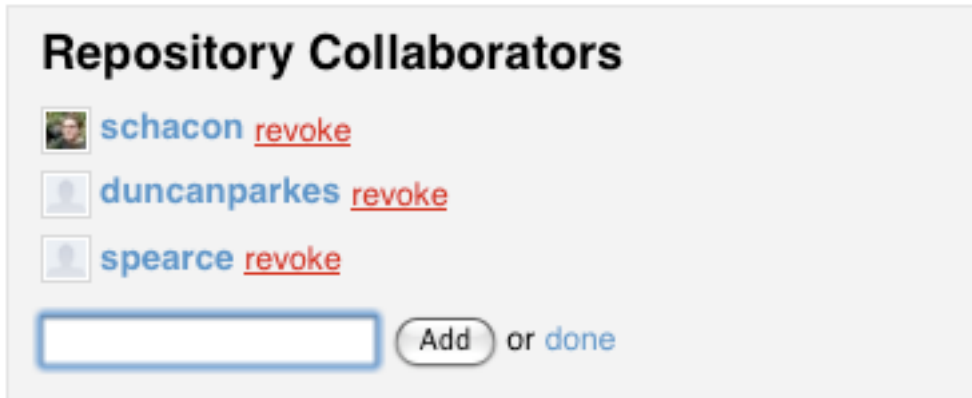 Repository Collaborators
schacon revoke
duncanparkes revoke
spearce revoke
Add or done